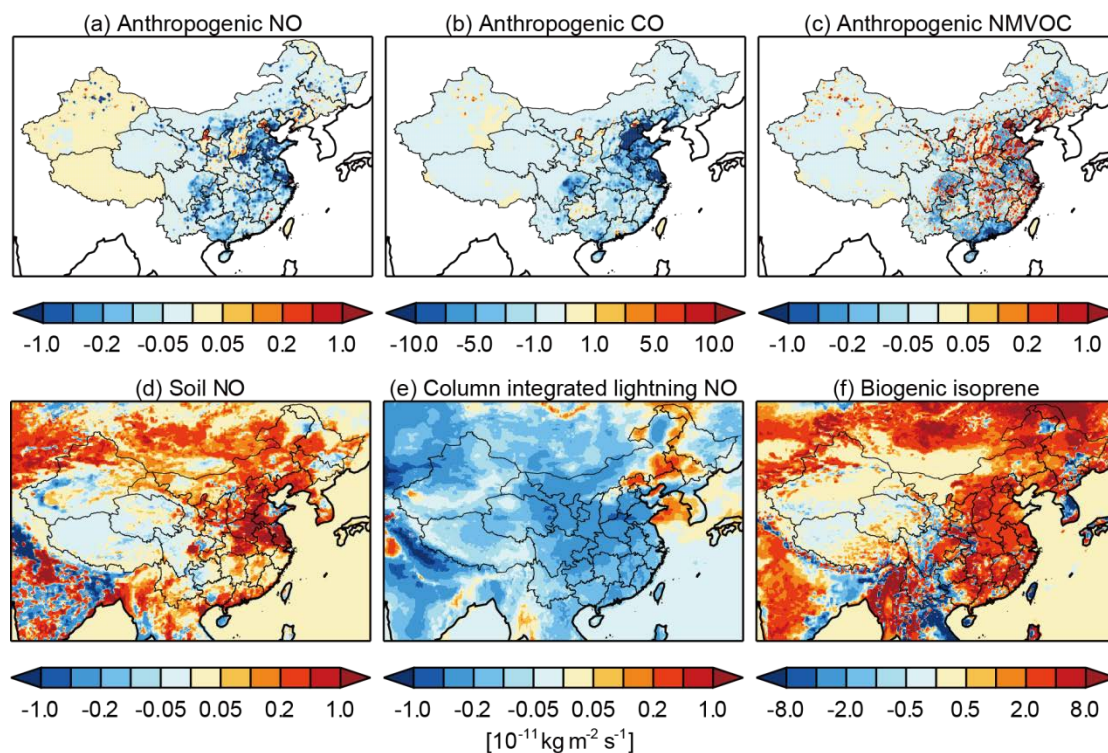 (a) Anthropogenic NO (b) Anthropogenic CO (c) Anthropogenic NMVOC
-1.0 -0.2 -0.05 0.05 0.2 1.0 -10.0 -5.0 -1.0 1.0 5.0 10.0 -1.0 -0.2 -0.05 0.05 0.2 1.0
(d) Soil NO (e) Column integrated lightning NO (f) Biogenic isoprene
-1.0 -0.2 -0.05 0.05 0.2 1.0 -1.0 -0.2 -0.05 0.05 0.2 1.0 -8.0 -2.0 -0.5 0.5 2.0 8.0
[10⁻¹¹ kg m⁻² s⁻¹]